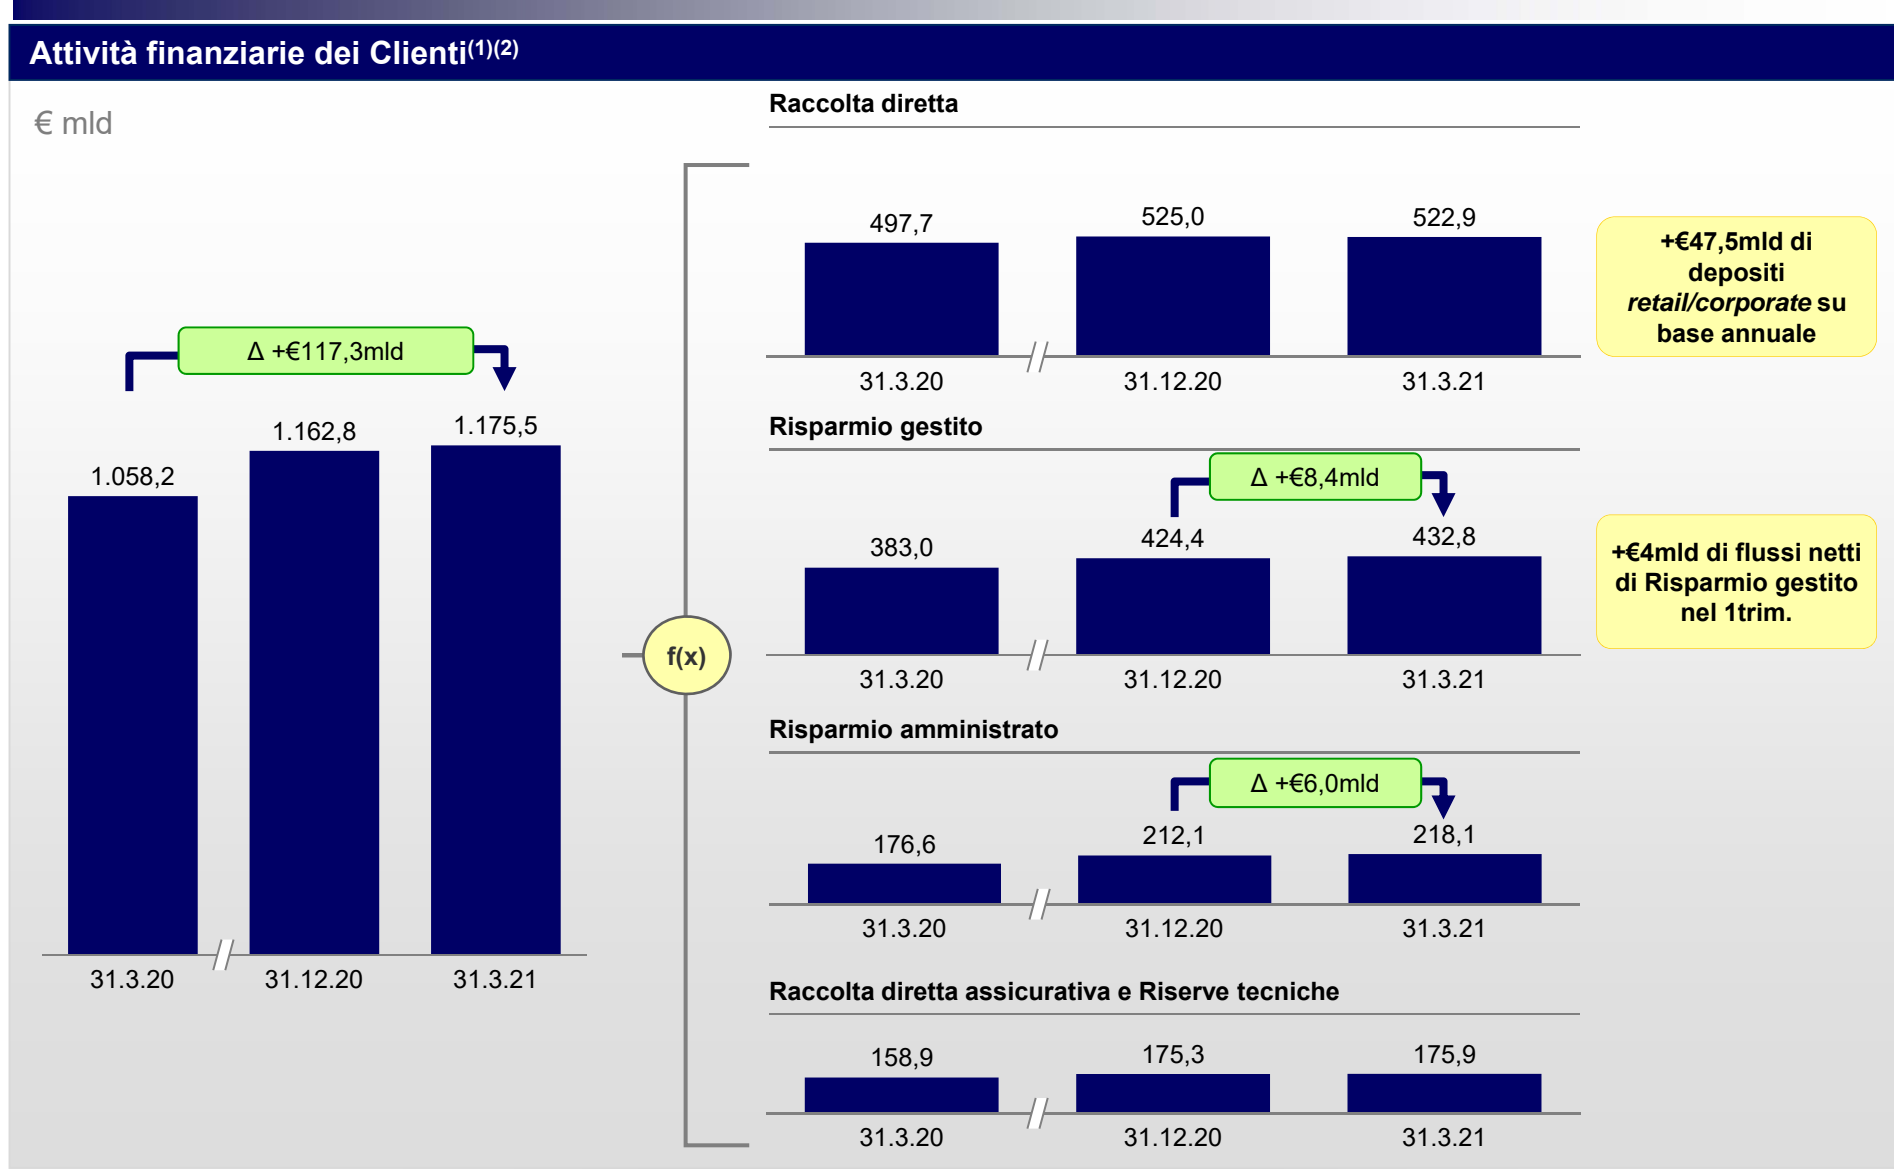 Attività finanziarie dei Clienti(1)(2)
€ mld
Δ +€117,3mld
1.058,2
1.162,8
1.175,5
31.3.20
31.12.20
31.3.21
f(x)
Raccolta diretta
497,7
525,0
522,9
31.3.20
31.12.20
31.3.21
+€47,5mld di
depositi
retail/corporate su
base annuale
Risparmio gestito
Δ +€8,4mld
383,0
424,4
432,8
31.3.20
31.12.20
31.3.21
+€4mld di flussi netti
di Risparmio gestito
nel 1trim.
Risparmio amministrato
Δ +€6,0mld
176,6
212,1
218,1
31.3.20
31.12.20
31.3.21
Raccolta diretta assicurativa e Riserve tecniche
158,9
175,3
175,9
31.3.20
31.12.20
31.3.21